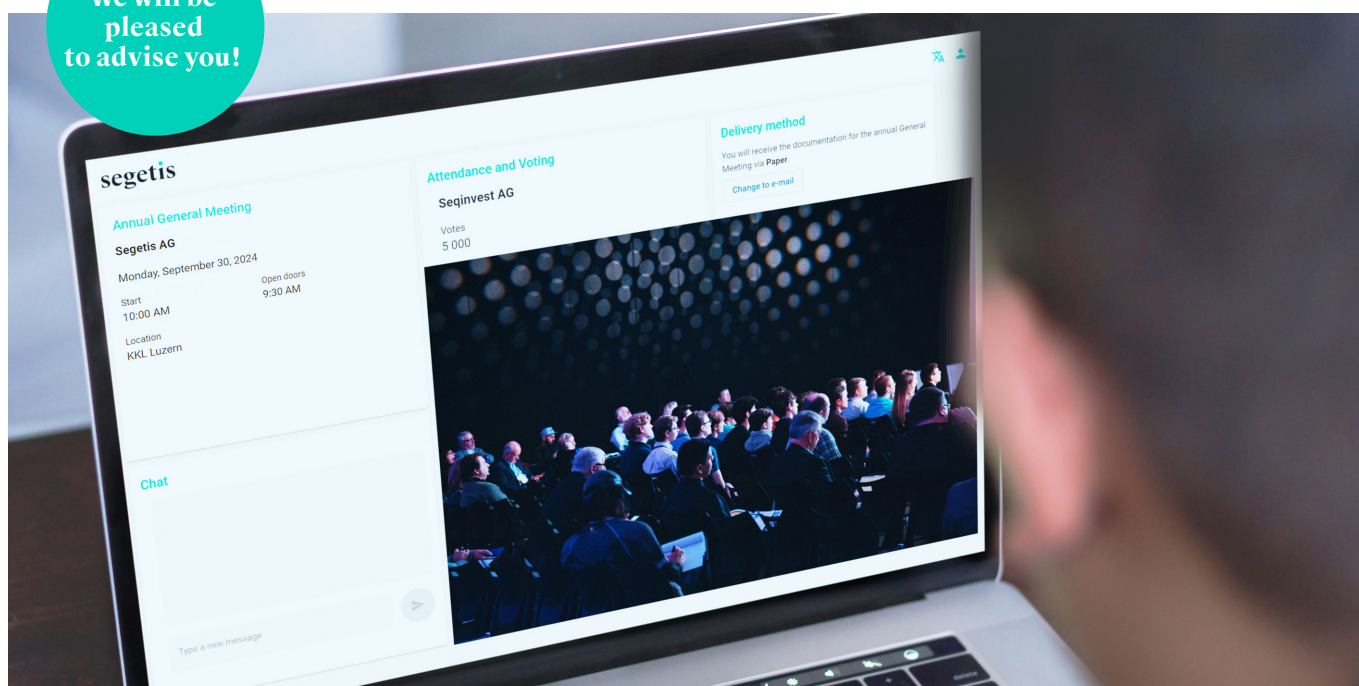 We will be
pleased
to advise you!
segetis
Annual General Meeting
Segetis AG
Monday, September 30, 2024
Start
10:00 AM
Open doors
9:30 AM
Location
KKL Luzern
Chat
Type a new message
Attendance and Voting
Seqinvest AG
Votes
5 000
Delivery method
You will receive the documentation for the annual General
Meeting via Paper.
Change to e-mail
delete